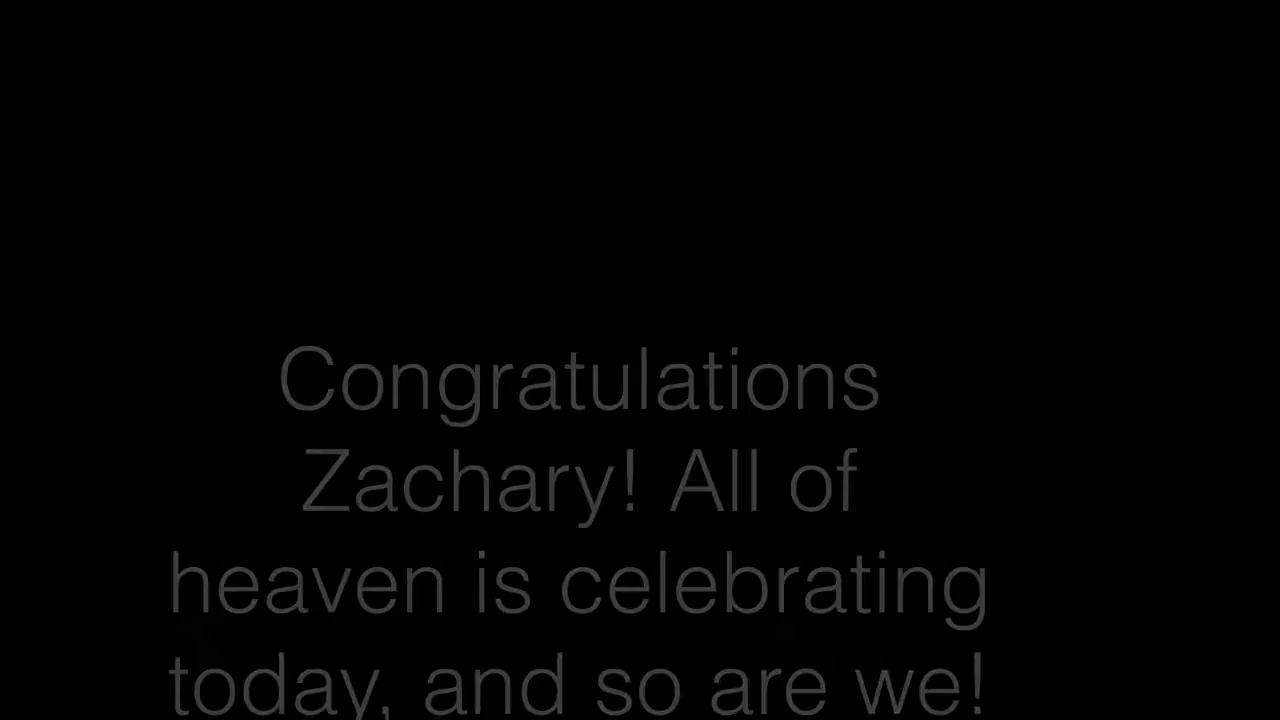 Congratulations
Zachary! All of
heaven is celebrating
today, and so are we!